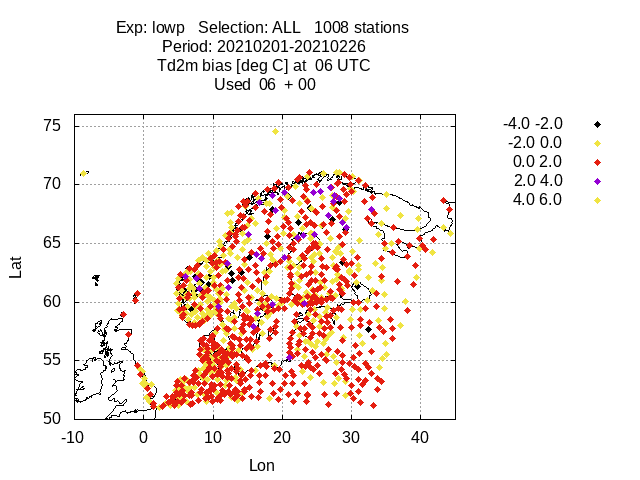 Exp: lowp Selection: ALL 1008 stations
Period: 20210201-20210226
Td2m bias [deg C] at 06 UTC
Used 06 + 00
-4.0 -2.0
-2.0 0.0
0.0 2.0
2.0 4.0
4.0 6.0
75
70
65
60
55
50
Lat
-10 0 10 20 30 40
Lon